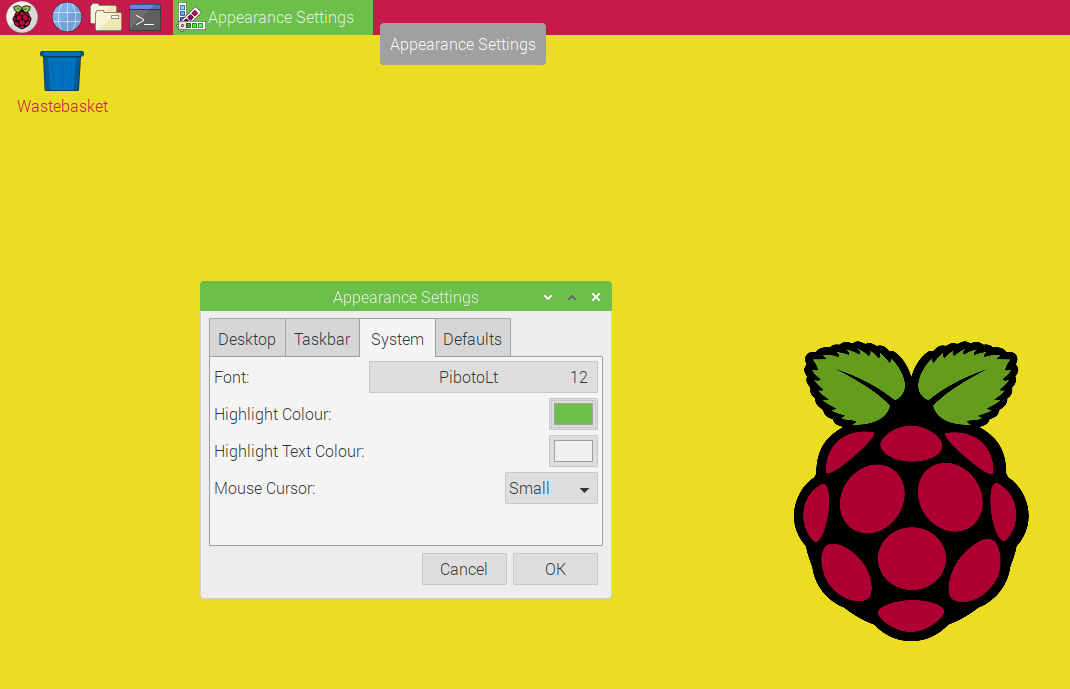 Appearance Settings
Appearance Settings
Wastebasket
Appearance Settings
Desktop Taskbar System Defaults
Font: PibotoLt 12
Highlight Colour:
Highlight Text Colour:
Mouse Cursor: Small
Cancel OK